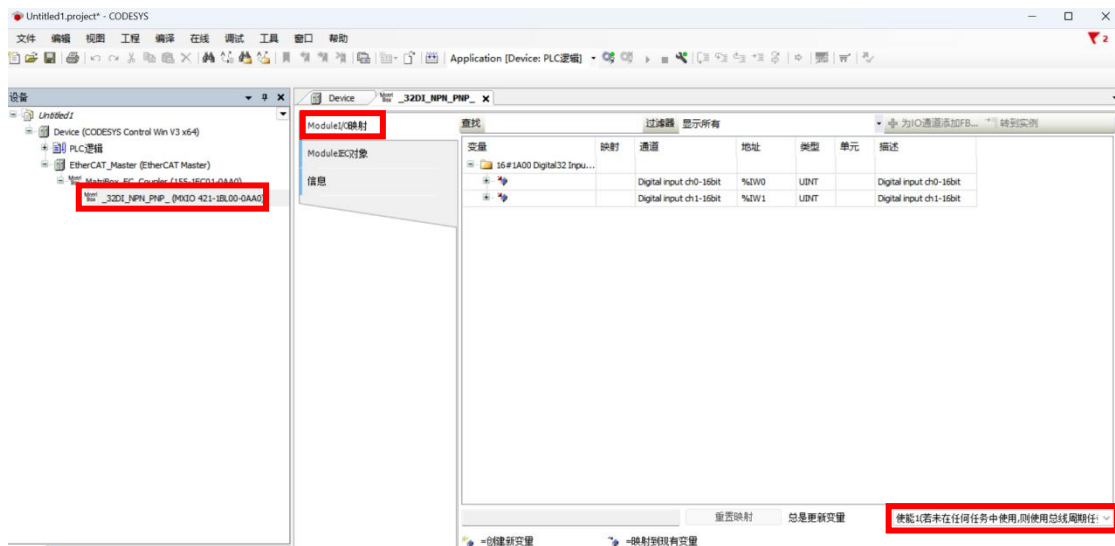 Untitled1.project* - CODESYS
文件 编辑 视图 工程 编译 在线 调试 工具 窗口 帮助
2
Application [Device: PLC逻辑]
设备
Device
_32DI_NPN_PNP_
Untitled1
Device (CODESYS Control Win V3 x64)
PLC逻辑
EtherCAT_Master (EtherCAT Master)
MatriBox_EC_Coupler (155-1EC01-0AA0)
_32DI_NPN_PNP_ (MXIO 421-1BL00-0AA0)
ModuleI/O映射
ModuleIEC对象
信息
查找 过滤器 显示所有 为IO通道添加FB... 转到实例
变量 映射 通道 地址 类型 单元 描述
16#1A00 Digital32 Inpu...
Digital input ch0-16bit %IW0 UINT Digital input ch0-16bit
Digital input ch1-16bit %IW1 UINT Digital input ch1-16bit
重置映射 总是更新变量 使能1(若未在任何任务中使用,则使用总线周期任
=创建新变量 =映射到现有变量